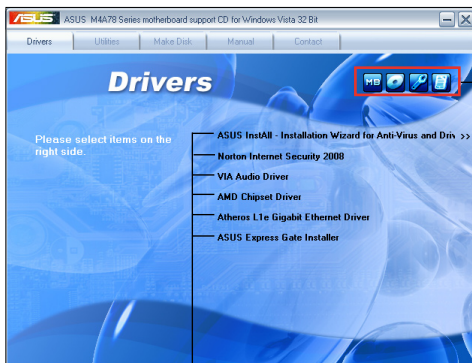 ASUS M4A78 Series motherboard support CD for Windows Vista 32 Bit
Drivers Utilities Make Disk Manual Contact
Drivers
MB
Please select items on the
right side.
ASUS InstAll - Installation Wizard for Anti-Virus and Driv >>
Norton Internet Security 2008
VIA Audio Driver
AMD Chipset Driver
Atheros L1e Gigabit Ethernet Driver
ASUS Express Gate Installer